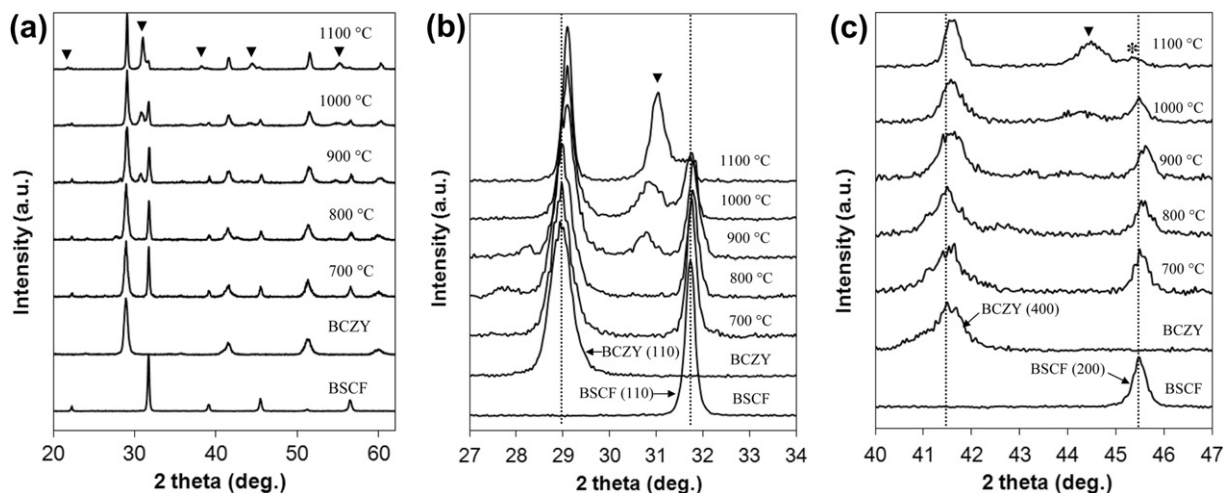 (a)
1100 °C
1000 °C
900 °C
800 °C
700 °C
BCZY
BSCF
Intensity (a.u.)
20 30 40 50 60
2 theta (deg.)
(b)
1100 °C
1000 °C
900 °C
800 °C
700 °C
BCZY (110)
BCZY
BSCF (110)
BSCF
Intensity (a.u.)
27 28 29 30 31 32 33 34
2 theta (deg.)
(c)
1100 °C
*
1000 °C
900 °C
800 °C
700 °C
BCZY (400)
BCZY
BSCF (200)
BSCF
Intensity (a.u.)
40 41 42 43 44 45 46 47
2 theta (deg.)